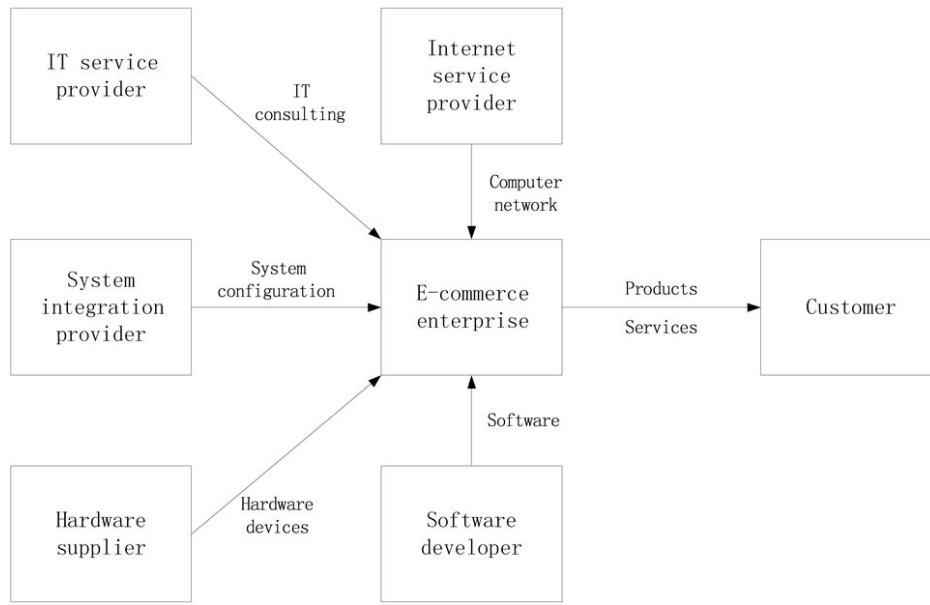 IT service
provider
IT
consulting
Internet
service
provider
Computer
network
System
integration
provider
System
configuration
E-commerce
enterprise
Products
Services
Customer
Software
Hardware
supplier
Hardware
devices
Software
developer